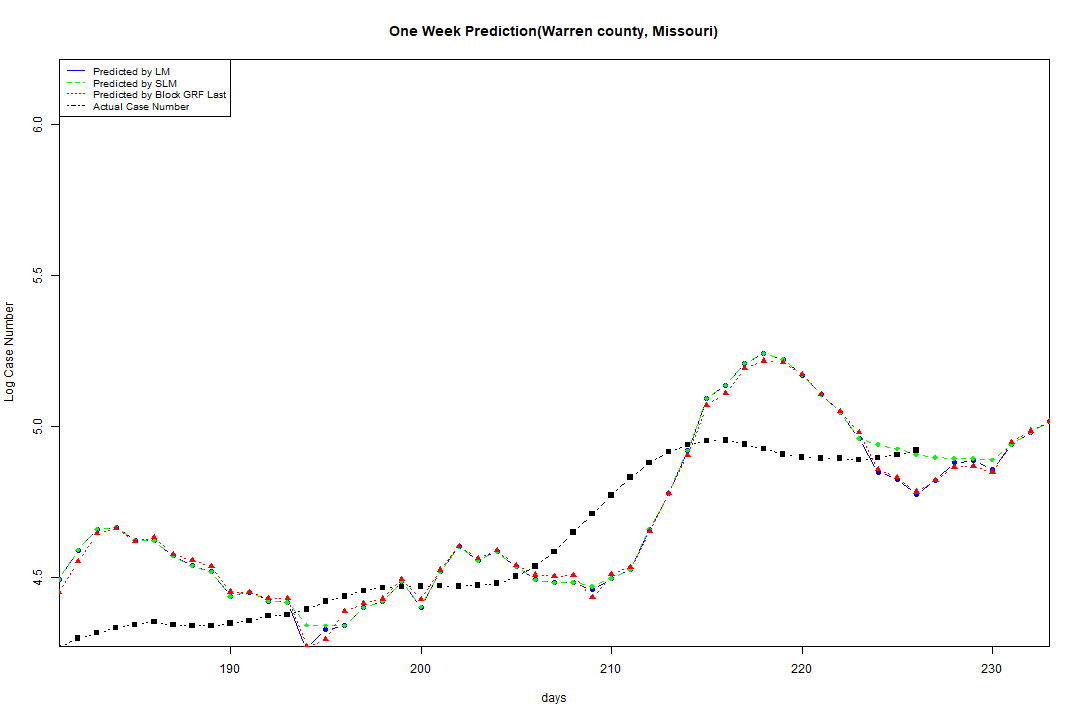 One Week Prediction(Warren county, Missouri)
Predicted by LM
Predicted by SLM
Predicted by Block GRF Last
Actual Case Number
6.0
5.5
5.0
4.5
Log Case Number
190
200
210
220
230
days